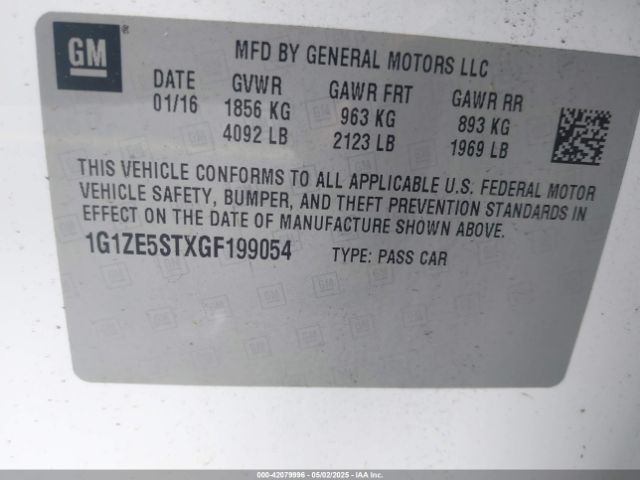 GM
MFD BY GENERAL MOTORS LLC
DATE GVWR GAWR FRT GAWR RR
01/16 1856 KG 963 KG 893 KG
4092 LB 2123 LB 1969 LB
THIS VEHICLE CONFORMS TO ALL APPLICABLE U.S. FEDERAL MOTOR
VEHICLE SAFETY, BUMPER, AND THEFT PREVENTION STANDARDS IN
EFFECT ON THE DATE OF MANUFACTURE SHOWN ABOVE.
1G1ZE5STXGF199054 TYPE: PASS CAR
000-42079996 - 05/02/2025 - IAAI.COM